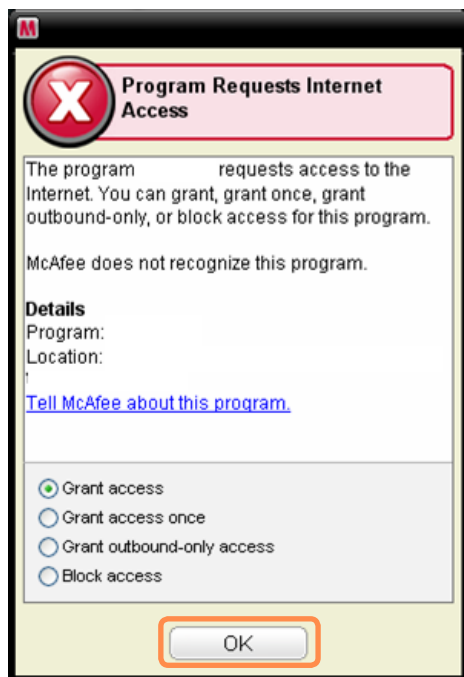 M
Program Requests Internet
Access
The program requests access to the
Internet. You can grant, grant once, grant
outbound-only, or block access for this program.
McAfee does not recognize this program.
Details
Program:
Location:
Tell McAfee about this program.
Grant access
Grant access once
Grant outbound-only access
Block access
OK